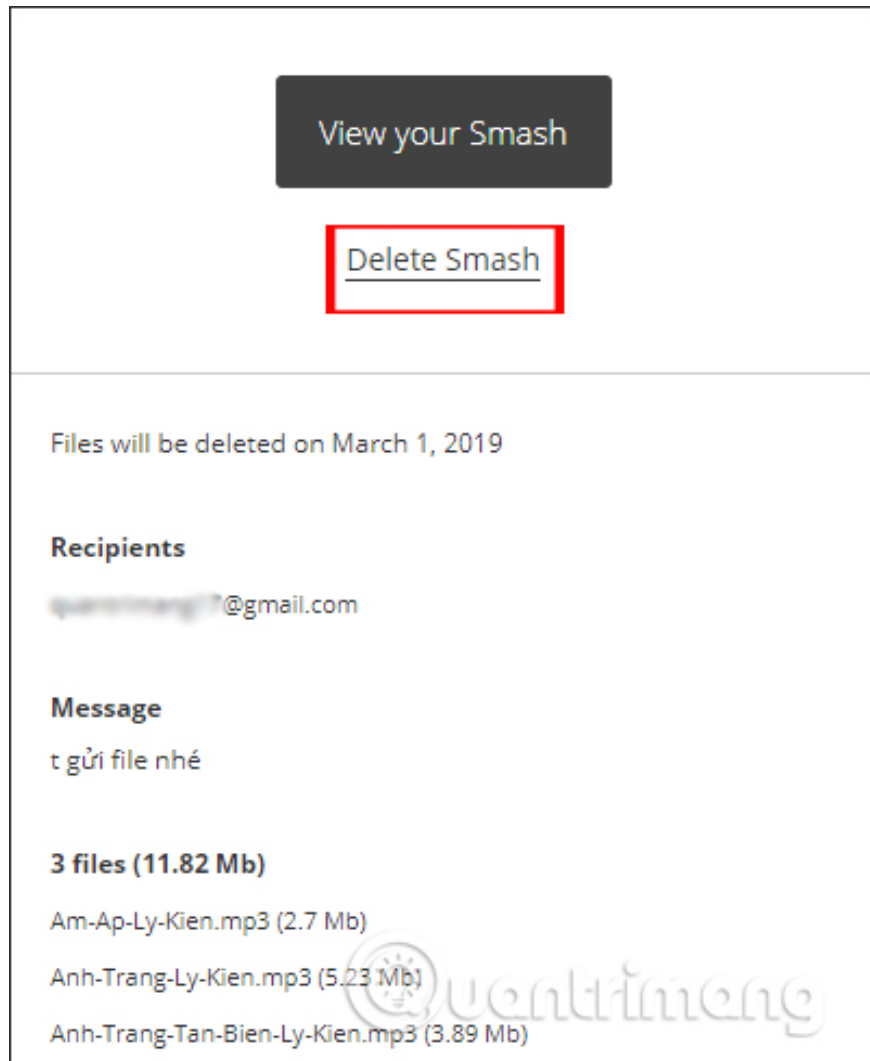 View your Smash
Delete Smash
Files will be deleted on March 1, 2019
Recipients
@gmail.com
Message
t gửi file nhé
3 files (11.82 Mb)
Am-Ap-Ly-Kien.mp3 (2.7 Mb)
Anh-Trang-Ly-Kien.mp3 (5.23 Mb)
Anh-Trang-Tan-Bien-Ly-Kien.mp3 (3.89 Mb)
Quantrimang